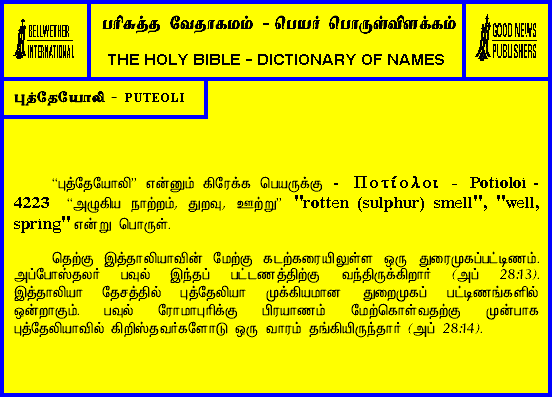 BELLWETHER
INTERNATIONAL
பரிசுத்த வேதாகமம் - பெயர் பொருள்விளக்கம்
THE HOLY BIBLE - DICTIONARY OF NAMES
GOOD NEWS
PUBLISHERS
புத்தேயோலி - PUTEOLI
“புத்தேயோலி” என்னும் கிரேக்க பெயருக்கு - Ποτίολοι - Potioloi -
4223 “அழுகிய நாற்றம், துரவு, ஊற்று” "rotten (sulphur) smell", "well,
spring" என்று பொருள்.
தெற்கு இத்தாலியாவின் மேற்கு கடற்கரையிலுள்ள ஒரு துரைமுகப்பட்டிணம்.
அப்போஸ்தலர் பவுல் இந்தப் பட்டணத்திற்கு வந்திருக்கிறார் (அப் 28:13).
இத்தாலியா தேசத்தில் புத்தேலியா முக்கியமான துறைமுகப் பட்டிணங்களில்
ஒன்றாகும். பவுல் ரோமாபுரிக்கு பிரயாணம் மேற்கொள்வதற்கு முன்பாக
புத்தேலியாவில் கிறிஸ்தவர்களோடு ஒரு வாரம் தங்கியிருந்தார் (அப் 28:14).